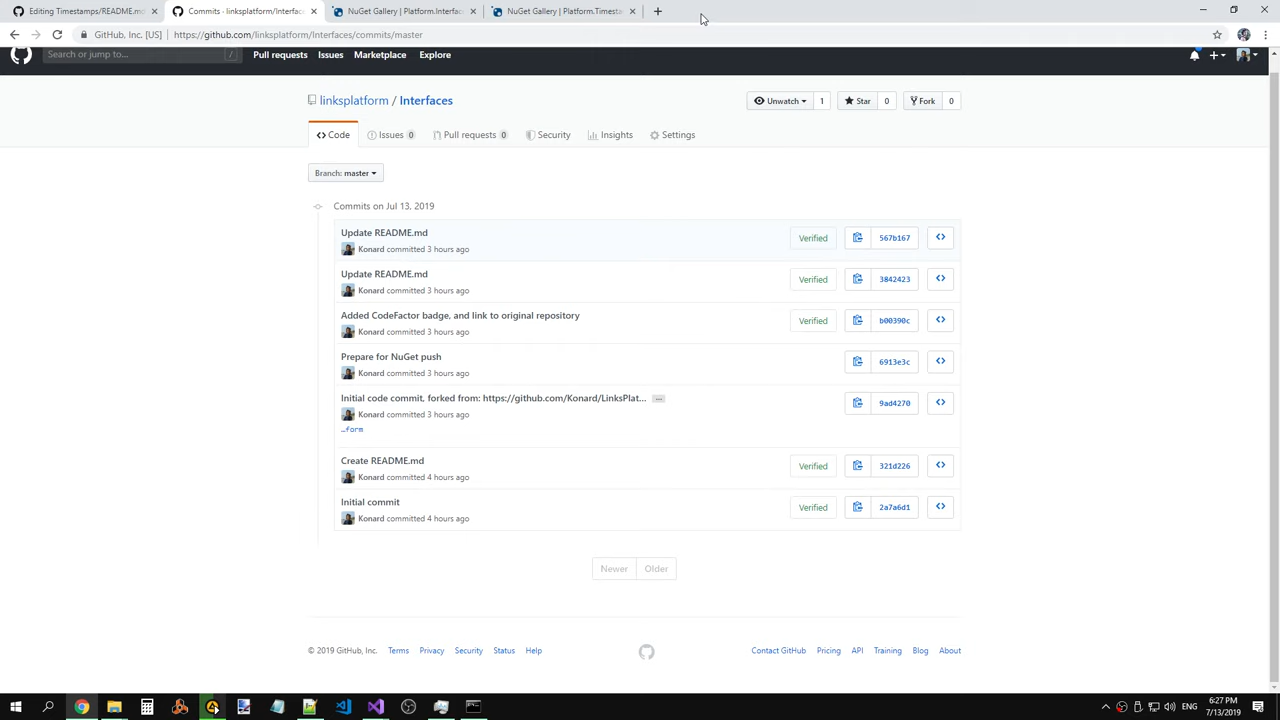 Editing Timestamps/README.md
Commits · linksplatform/Interface
NuGet Gallery | Platform.Interface
NuGet Gallery | Platform.Timesta
GitHub, Inc. [US]
https://github.com/linksplatform/Interfaces/commits/master
Search or jump to...
/
Pull requests
Issues
Marketplace
Explore
linksplatform / Interfaces
Unwatch
1
Star
0
Fork
0
Code
Issues 0
Pull requests 0
Security
Insights
Settings
Branch: master
Commits on Jul 13, 2019
Update README.md
Konard committed 3 hours ago
Verified
567b167
Update README.md
Konard committed 3 hours ago
Verified
3842423
Added CodeFactor badge, and link to original repository
Konard committed 3 hours ago
Verified
b00390c
Prepare for NuGet push
Konard committed 3 hours ago
6913e3c
Initial code commit, forked from: https://github.com/Konard/LinksPlat... ...
Konard committed 3 hours ago
…form
9ad4270
Create README.md
Konard committed 4 hours ago
Verified
321d226
Initial commit
Konard committed 4 hours ago
Verified
2a7a6d1
Newer
Older
© 2019 GitHub, Inc.
Terms
Privacy
Security
Status
Help
Contact GitHub
Pricing
API
Training
Blog
About
ENG
6:27 PM
7/13/2019